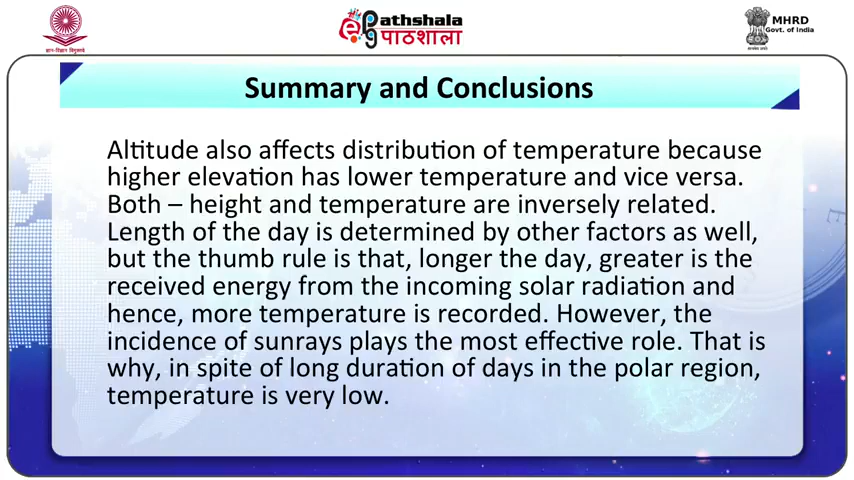 ePathshala
पाठशाला
MHRD
Govt. of India
Summary and Conclusions
Altitude also affects distribution of temperature because
higher elevation has lower temperature and vice versa.
Both – height and temperature are inversely related.
Length of the day is determined by other factors as well,
but the thumb rule is that, longer the day, greater is the
received energy from the incoming solar radiation and
hence, more temperature is recorded. However, the
incidence of sunrays plays the most effective role. That is
why, in spite of long duration of days in the polar region,
temperature is very low.